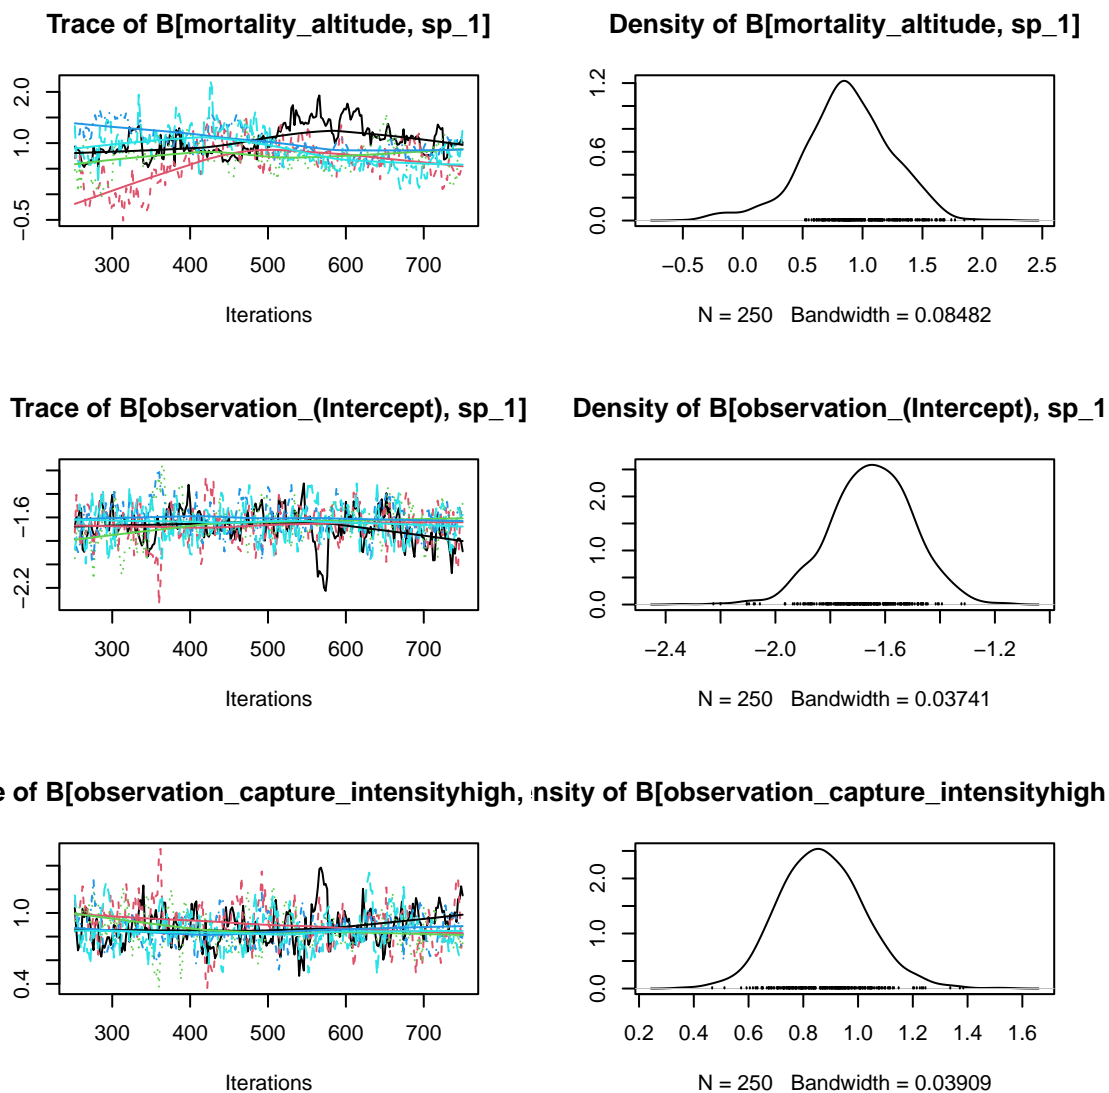 Trace of B[mortality_altitude, sp_1]
Density of B[mortality_altitude, sp_1]
2.0
1.0
−0.5
300 400 500 600 700
Iterations
1.2
0.6
0.0
−0.5 0.0 0.5 1.0 1.5 2.0 2.5
N = 250 Bandwidth = 0.08482
Trace of B[observation_(Intercept), sp_1]
Density of B[observation_(Intercept), sp_1
−1.6
−2.2
300 400 500 600 700
Iterations
2.0
1.0
0.0
−2.4 −2.0 −1.6 −1.2
N = 250 Bandwidth = 0.03741
e of B[observation_capture_intensityhigh,
nsity of B[observation_capture_intensityhigh
1.0
0.4
300 400 500 600 700
Iterations
2.0
1.0
0.0
0.2 0.4 0.6 0.8 1.0 1.2 1.4 1.6
N = 250 Bandwidth = 0.03909